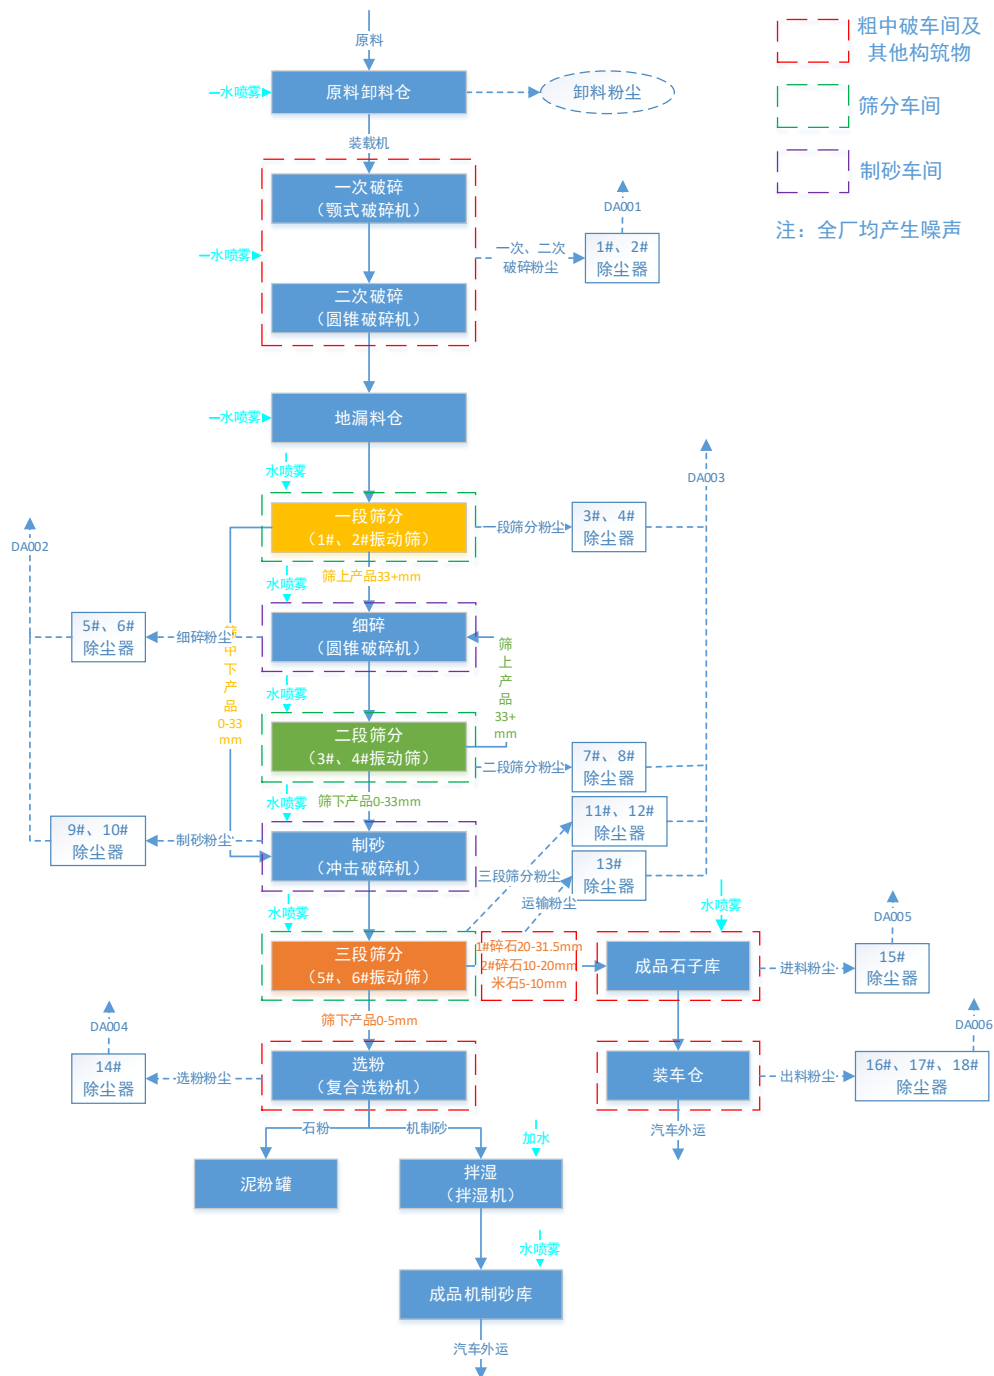 原料
粗中破车间及
其他构筑物
水喷雾
原料卸料仓
卸料粉尘
筛分车间
装载机
制砂车间
一次破碎
（颚式破碎机）
DA001
注：全厂均产生噪声
水喷雾
一次、二次
破碎粉尘
1#、2#
除尘器
二次破碎
（圆锥破碎机）
水喷雾
地漏料仓
水喷雾
DA003
一段筛分
（1#、2#振动筛）
一段筛分粉尘
3#、4#
除尘器
DA002
筛上产品33+mm
水喷雾
5#、6#
除尘器
细碎粉尘
细碎
（圆锥破碎机）
筛
上
产
品
33+
mm
筛
中
下
产
品
0-33
mm
水喷雾
二段筛分
（3#、4#振动筛）
二段筛分粉尘
7#、8#
除尘器
筛下产品0-33mm
水喷雾
11#、12#
除尘器
9#、10#
除尘器
制砂粉尘
制砂
（冲击破碎机）
13#
除尘器
三段筛分粉尘
运输粉尘
水喷雾
水喷雾
DA005
三段筛分
（5#、6#振动筛）
1#碎石20-31.5mm
2#碎石10-20mm
米石5-10mm
成品石子库
进料粉尘
15#
除尘器
筛下产品0-5mm
DA004
DA006
14#
除尘器
选粉粉尘
选粉
（复合选粉机）
装车仓
出料粉尘
16#、17#、18#
除尘器
石粉
机制砂
加水
汽车外运
泥粉罐
拌湿
（拌湿机）
水喷雾
成品机制砂库
汽车外运